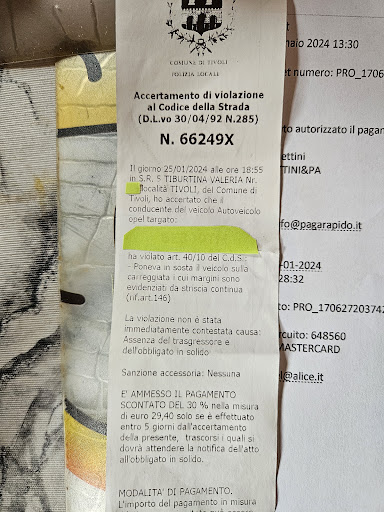 COMUNE DI TIVOLI
POLIZIA LOCALE
Accertamento di violazione
al Codice della Strada
(D.L.vo 30/04/92 N.285)
N. 66249X
Il giorno 25/01/2024 alle ore 18:55
in S.R. 5 TIBURTINA VALERIA Nr.
località TIVOLI, del Comune di
Tivoli, ho accertato che il
conducente del veicolo Autoveicolo
opel targato:
ha violato art. 40/10 del C.d.S.:
- Poneva in sosta il veicolo sulla
carreggiata i cui margini sono
evidenziati da striscia continua
(rif.art.146)
La violazione non è stata
immediatamente contestata causa:
Assenza del trasgressore e
dell'obbligato in solido
Sanzione accessoria: Nessuna
E' AMMESSO IL PAGAMENTO
SCONTATO DEL 30 % nella misura
di euro 29,40 solo se è effettuato
entro 5 giorni dall'accertamento
della presente, trascorsi i quali si
dovrà attendere la notifica dell'atto
all'obbligato in solido.
MODALITA' DI PAGAMENTO.
L'importo del pagamento in misura
naio 2024 13:30
et numero: PRO_1706
to autorizzato il pagam
ettini
TINI&PA
fo@pagarapido.it
-01-2024
28:32
to: PRO_170627203742
rcuito: 648560
MASTERCARD
l@alice.it